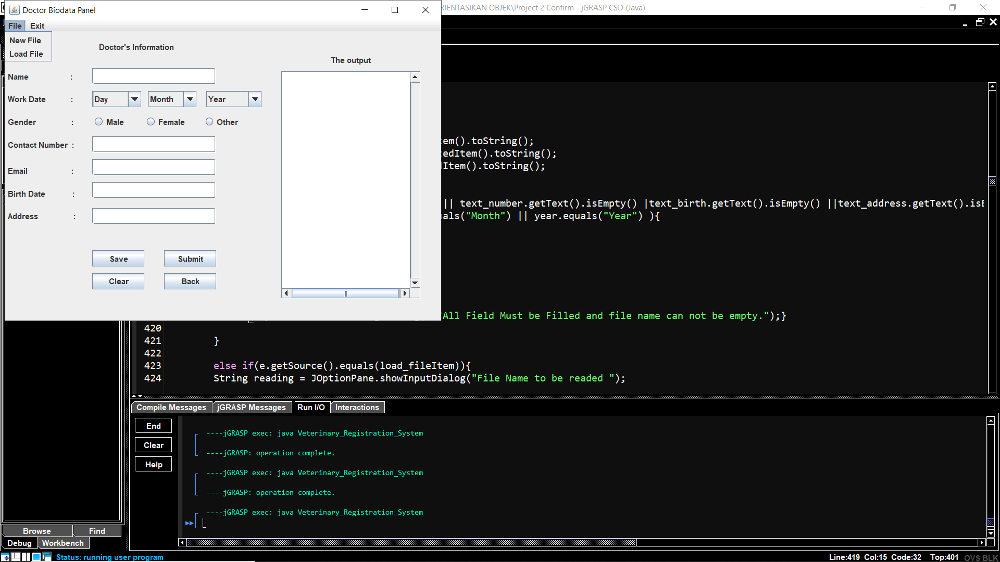 Doctor Biodata Panel
RIENTASIKAN OBJEK\Project 2 Confirm - jGRASP CSD (Java)
File Exit
New File
Load File
Doctor's Information
The output
Name :
Work Date : Day Month Year
Gender : Male Female Other
Contact Number :
Email :
Birth Date :
Address :
Save Submit
Clear Back
em().toString();
edItem().toString();
Item().toString();
|| text_number.getText().isEmpty() |text_birth.getText().isEmpty() ||text_address.getText().isE
als("Month") || year.equals("Year") ){
All Field Must be Filled and file name can not be empty.");}
420
421 }
422
423 else if(e.getSource().equals(load_fileItem)){
424 String reading = JOptionPane.showInputDialog("File Name to be readed ");
Compile Messages jGRASP Messages Run I/O Interactions
End
Clear
Help
----jGRASP exec: java Veterinary_Registration_System
----jGRASP: operation complete.
----jGRASP exec: java Veterinary_Registration_System
----jGRASP: operation complete.
----jGRASP exec: java Veterinary_Registration_System
Browse Find
Debug Workbench
Status: running user program
Line:419 Col:15 Code:32 Top:401 OVS BLK